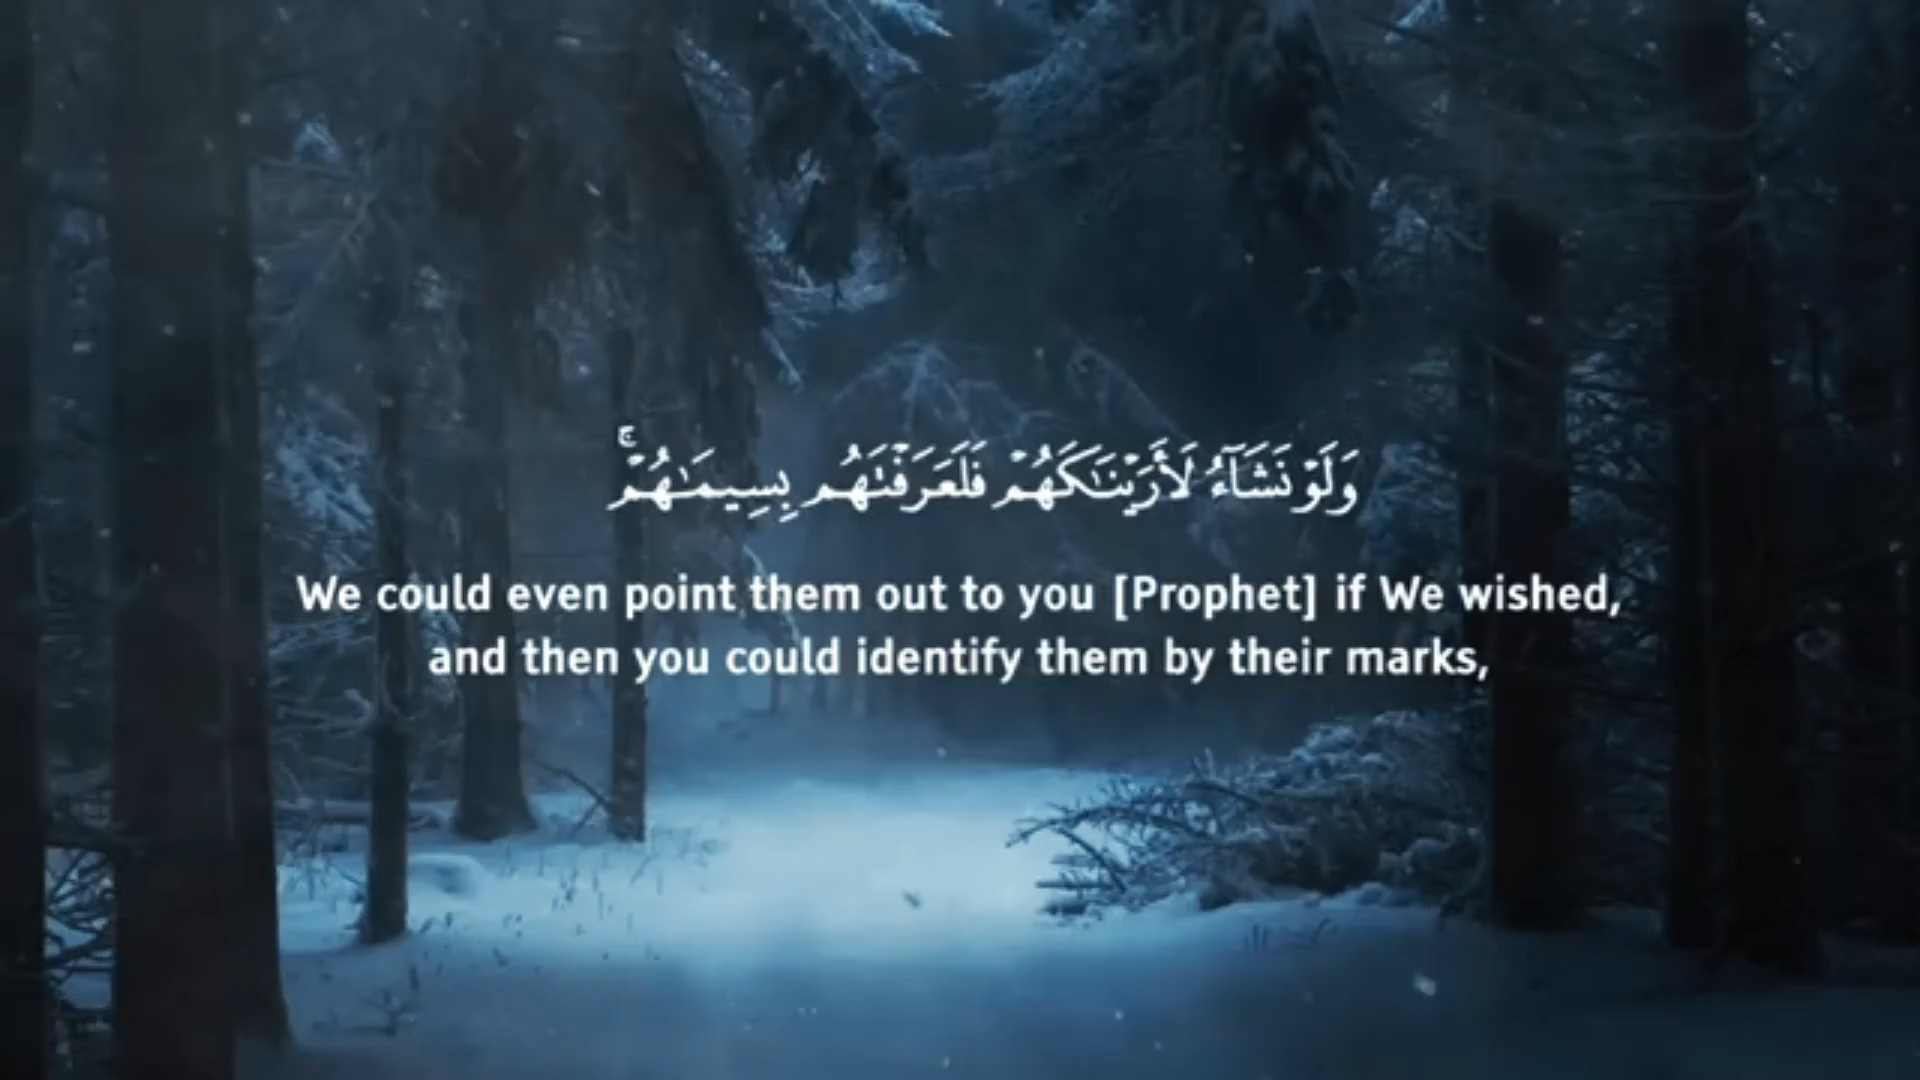 وَلَوْ نَشَآءُ لَأَرَيْنَـٰكَهُمْ فَلَعَرَفْتَهُم بِسِيمَـٰهُمْ ۚ
We could even point them out to you [Prophet] if We wished,
and then you could identify them by their marks,